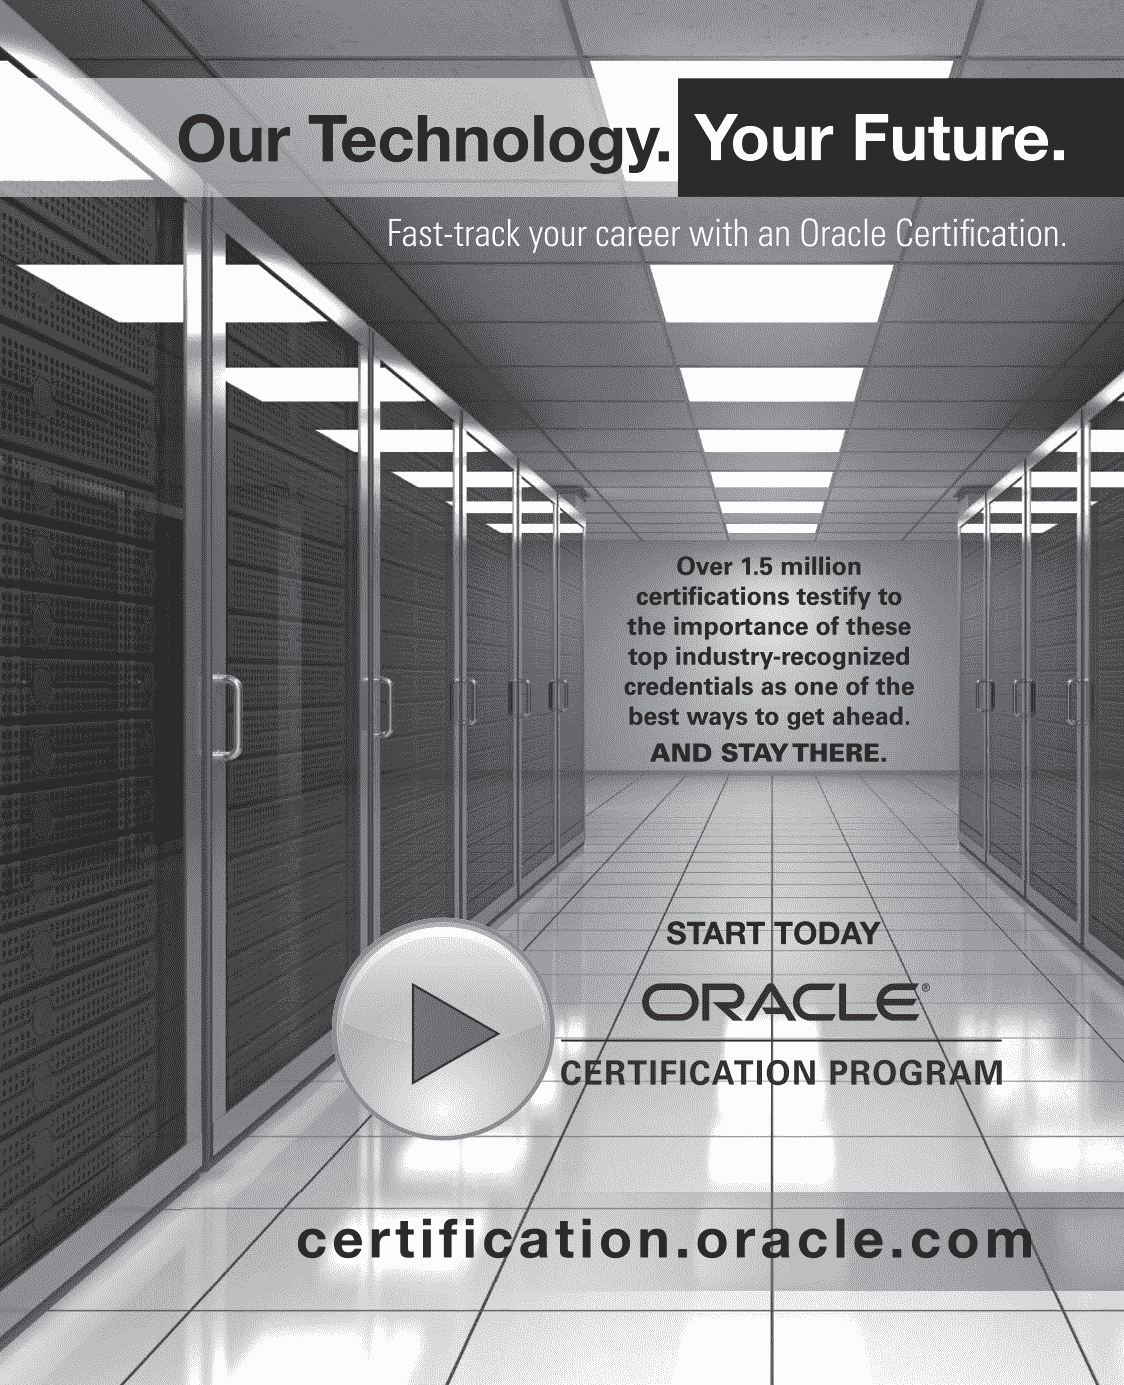 Our Technology. Your Future.
Fast-track your career with an Oracle Certification.
Over 1.5 million
certifications testify to
the importance of these
top industry-recognized
credentials as one of the
best ways to get ahead.
AND STAY THERE.
START TODAY
ORACLE®
CERTIFICATION PROGRAM
certification.oracle.com